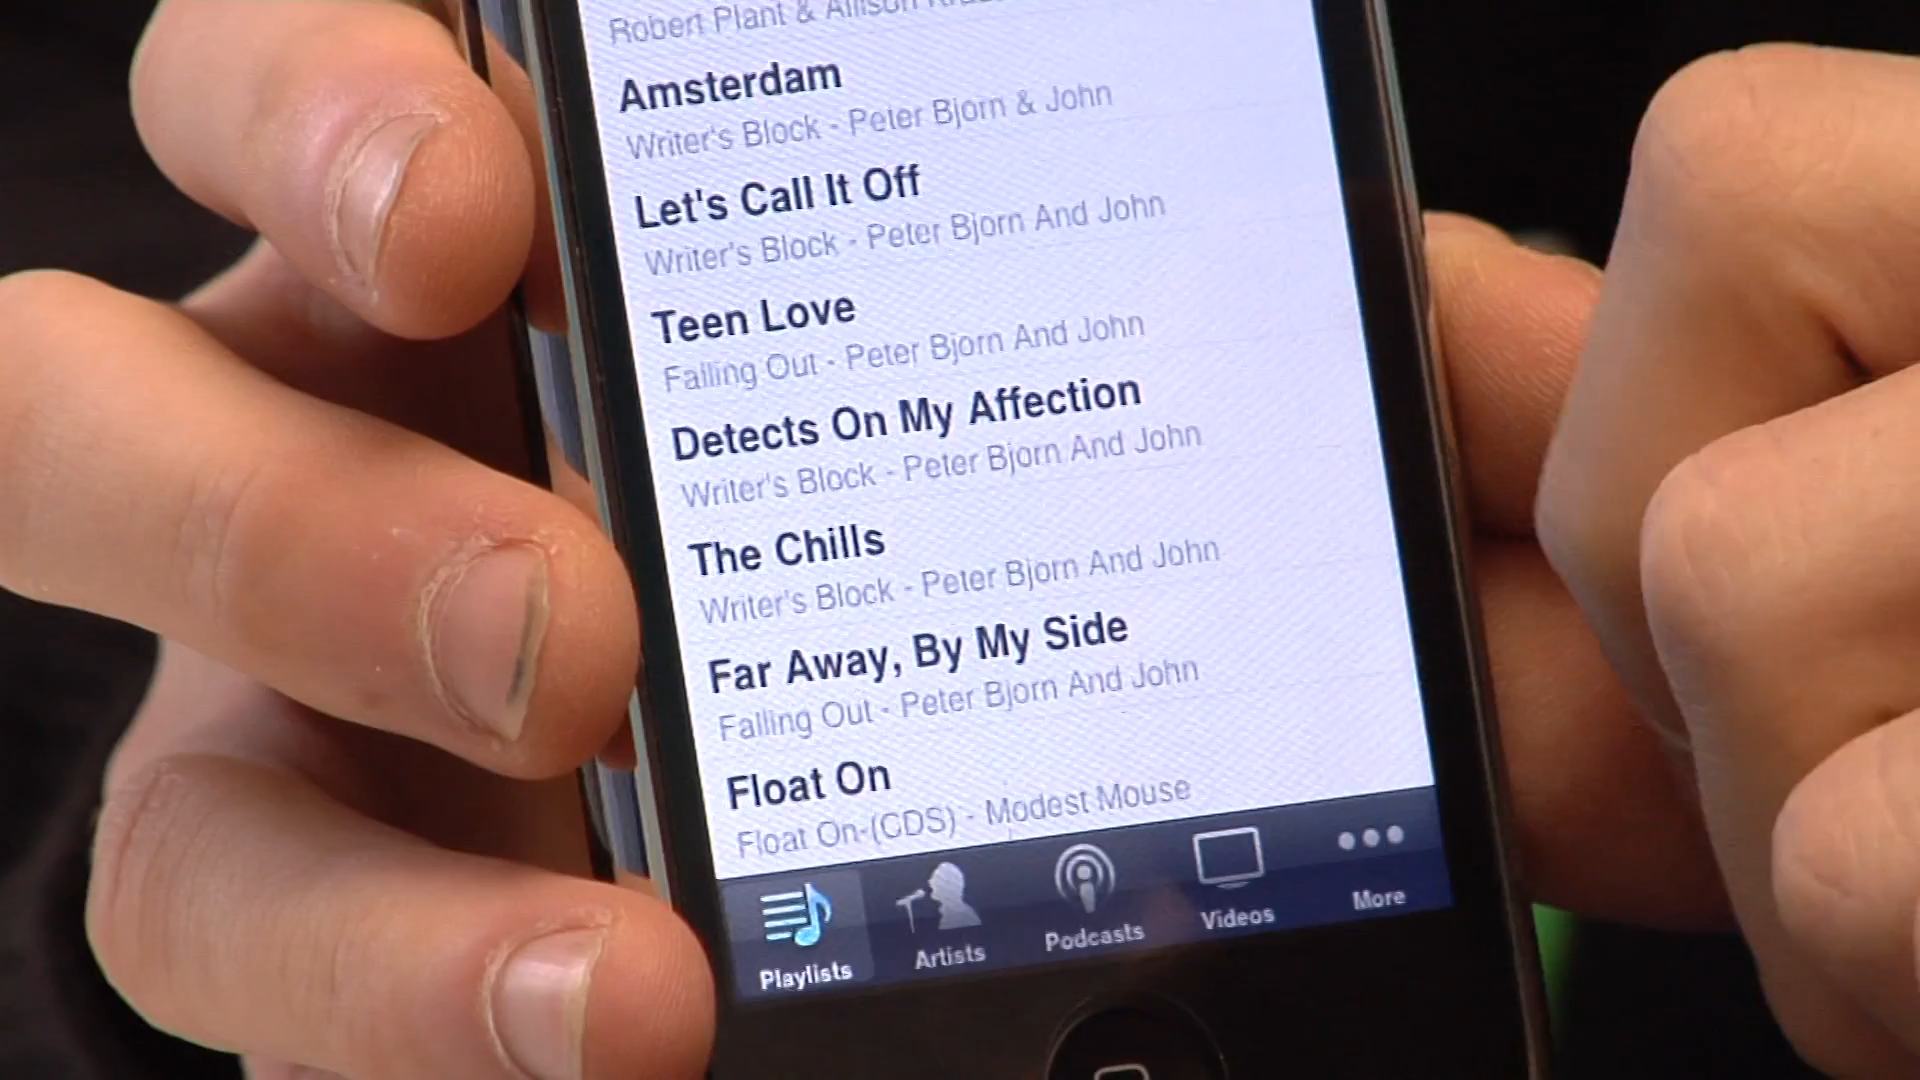 Robert Plant & Allison
Amsterdam
Writer's Block - Peter Bjorn & John
Let's Call It Off
Writer's Block - Peter Bjorn And John
Teen Love
Falling Out - Peter Bjorn And John
Detects On My Affection
Writer's Block - Peter Bjorn And John
The Chills
Writer's Block - Peter Bjorn And John
Far Away, By My Side
Falling Out - Peter Bjorn And John
Float On
Float On-(CDS) - Modest Mouse
Playlists
Artists
Podcasts
Videos
More